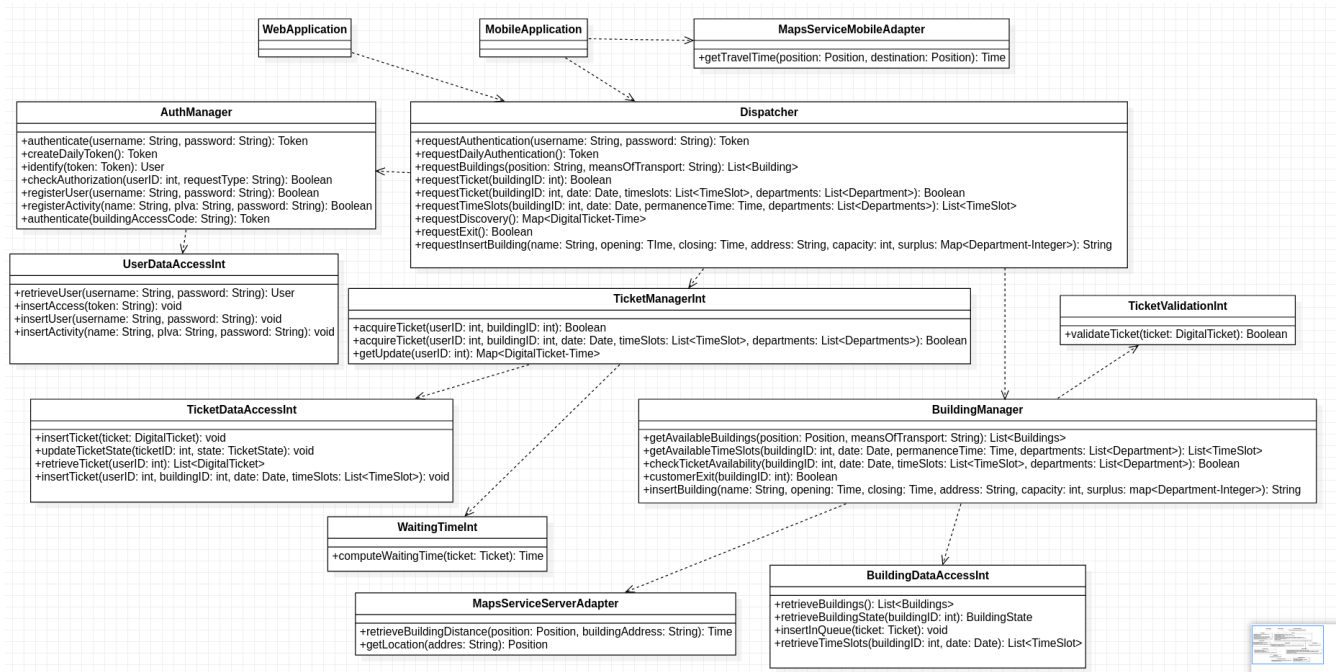 WebApplication
MobileApplication
MapsServiceMobileAdapter
+getTravelTime(position: Position, destination: Position): Time
AuthManager
+authenticate(username: String, password: String): Token
+createDailyToken(): Token
+identify(token: Token): User
+checkAuthorization(userID: int, requestType: String): Boolean
+registerUser(username: String, password: String): Boolean
+registerActivity(name: String, pIva: String, password: String): Boolean
+authenticate(buildingAccessCode: String): Token
Dispatcher
+requestAuthentication(username: String, password: String): Token
+requestDailyAuthentication(): Token
+requestBuildings(position: String, meansOfTransport: String): List<Building>
+requestTicket(buildingID: int): Boolean
+requestTicket(buildingID: int, date: Date, timeslots: List<TimeSlot>, departments: List<Department>): Boolean
+requestTimeSlots(buildingID: int, date: Date, permanenceTime: Time, departments: List<Departments>): List<TimeSlot>
+requestDiscovery(): Map<DigitalTicket-Time>
+requestExit(): Boolean
+requestInsertBuilding(name: String, opening: TIme, closing: Time, address: String, capacity: int, surplus: Map<Department-Integer>): String
UserDataAccessInt
+retrieveUser(username: String, password: String): User
+insertAccess(token: String): void
+insertUser(username: String, password: String): void
+insertActivity(name: String, pIva: String, password: String): void
TicketManagerInt
+acquireTicket(userID: int, buildingID: int): Boolean
+acquireTicket(userID: int, buildingID: int, date: Date, timeSlots: List<TimeSlot>, departments: List<Departments>): Boolean
+getUpdate(userID: int): Map<DigitalTicket-Time>
TicketValidationInt
+validateTicket(ticket: DigitalTicket): Boolean
TicketDataAccessInt
+insertTicket(ticket: DigitalTicket): void
+updateTicketState(ticketID: int, state: TicketState): void
+retrieveTicket(userID: int): List<DigitalTicket>
+insertTicket(userID: int, buildingID: int, date: Date, timeSlots: List<TimeSlot>): void
BuildingManager
+getAvailableBuildings(position: Position, meansOfTransport: String): List<Buildings>
+getAvailableTimeSlots(buildingID: int, date: Date, permanenceTime: Time, departments: List<Department>): List<TimeSlot>
+checkTicketAvailability(buildingID: int, date: Date, timeSlots: List<TimeSlot>, departments: List<Department>): Boolean
+customerExit(buildingID: int): Boolean
+insertBuilding(name: String, opening: Time, closing: Time, address: String, capacity: int, surplus: map<Department-Integer>): String
WaitingTimeInt
+computeWaitingTime(ticket: Ticket): Time
MapsServiceServerAdapter
+retrieveBuildingDistance(position: Position, buildingAddress: String): Time
+getLocation(addres: String): Position
BuildingDataAccessInt
+retrieveBuildings(): List<Buildings>
+retrieveBuildingState(buildingID: int): BuildingState
+insertInQueue(ticket: Ticket): void
+retrieveTimeSlots(buildingID: int, date: Date): List<TimeSlot>